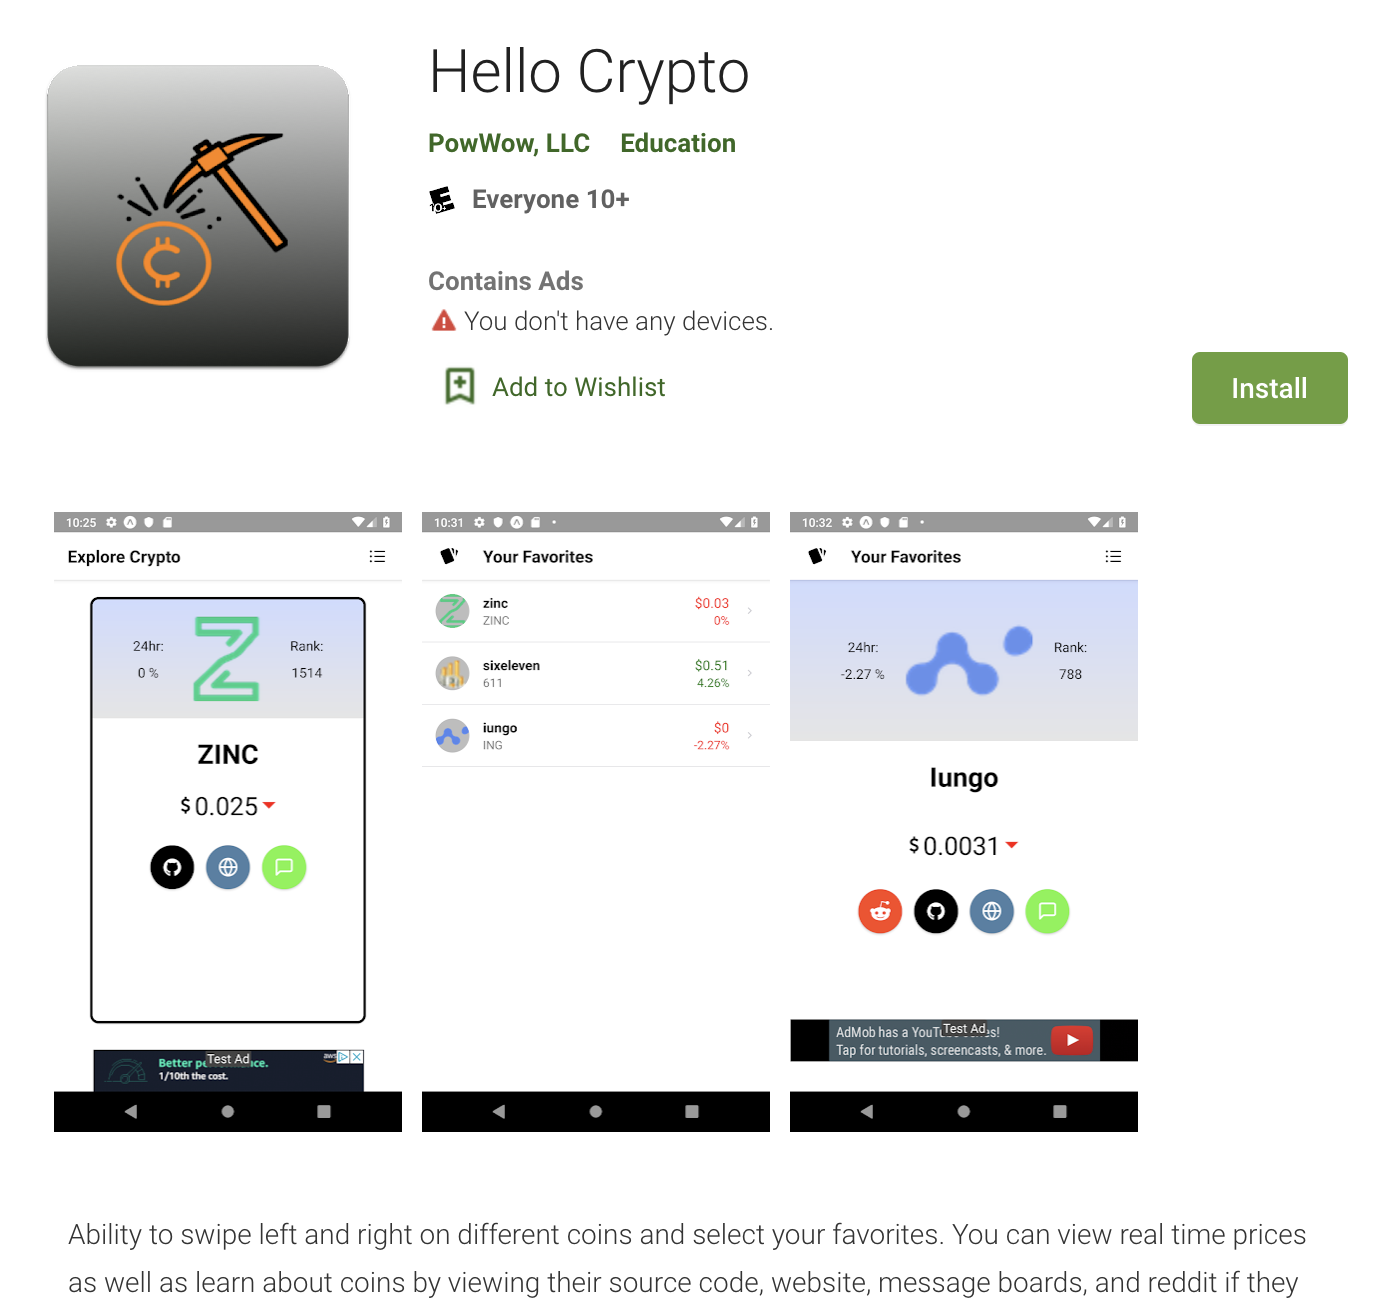 Hello Crypto
PowWow, LLC Education
Everyone 10+
Contains Ads
You don't have any devices.
Add to Wishlist
Install
10:25
Explore Crypto
24hr:
0 %
Rank:
1514
ZINC
$ 0.025
Better
Test Ad
1/10th the cost.
aws
10:31
Your Favorites
zinc $0.03
ZINC 0%
sixeleven $0.51
611 4.26%
iungo $0
ING -2.27%
10:32
Your Favorites
24hr:
-2.27 %
Rank:
788
Iungo
$ 0.0031
AdMob has a
Test Ad
Tap for tutorials, screencasts, & more.
Ability to swipe left and right on different coins and select your favorites. You can view real time prices
as well as learn about coins by viewing their source code, website, message boards, and reddit if they